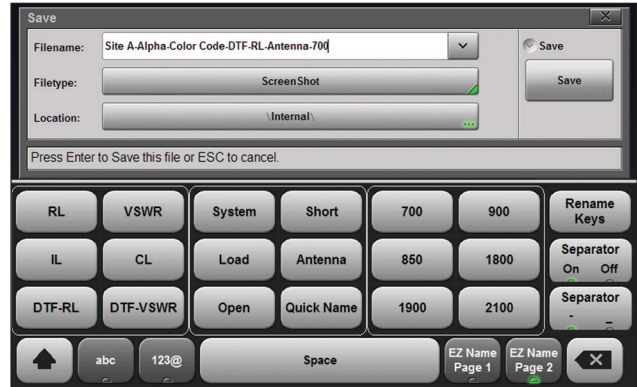 Save
Filename: Site A-Alpha-Color Code-DTF-RL-Antenna-700
Save
Filetype: ScreenShot
Save
Location: \Internal\
Press Enter to Save this file or ESC to cancel.
RL VSWR System Short 700 900 Rename Keys
IL CL Load Antenna 850 1800 Separator On Off
DTF-RL DTF-VSWR Open Quick Name 1900 2100 Separator - _
abc 123@ Space EZ Name Page 1 EZ Name Page 2